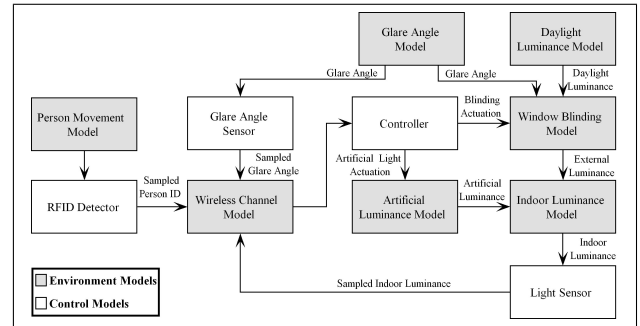 Glare Angle
Model
Daylight
Luminance Model
Glare Angle
Glare Angle
Daylight
Luminance
Person Movement
Model
Glare Angle
Sensor
Controller
Blinding
Actuation
Window Blinding
Model
Sampled
Glare Angle
Artificial Light
Actuation
External
Luminance
RFID Detector
Sampled
Person ID
Wireless Channel
Model
Artificial
Luminance Model
Artificial
Luminance
Indoor Luminance
Model
Indoor
Luminance
Environment Models
Control Models
Sampled Indoor Luminance
Light Sensor